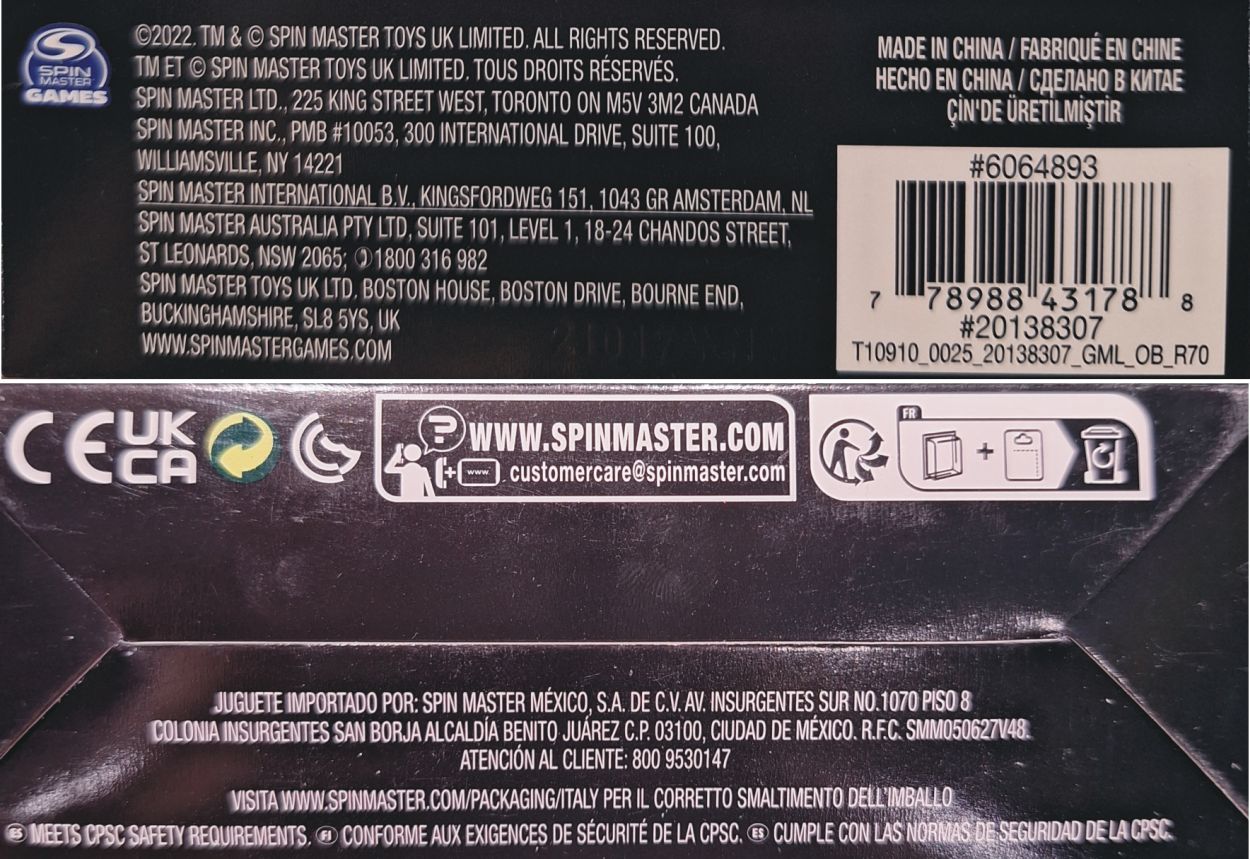 SPIN
MASTER
GAMES
©2022. TM & © SPIN MASTER TOYS UK LIMITED. ALL RIGHTS RESERVED.
TM ET © SPIN MASTER TOYS UK LIMITED. TOUS DROITS RÉSERVÉS.
SPIN MASTER LTD., 225 KING STREET WEST, TORONTO ON M5V 3M2 CANADA
SPIN MASTER INC., PMB #10053, 300 INTERNATIONAL DRIVE, SUITE 100,
WILLIAMSVILLE, NY 14221
SPIN MASTER INTERNATIONAL B.V., KINGSFORDWEG 151, 1043 GR AMSTERDAM, NL
SPIN MASTER AUSTRALIA PTY LTD, SUITE 101, LEVEL 1, 18-24 CHANDOS STREET,
ST LEONARDS, NSW 2065; 1800 316 982
SPIN MASTER TOYS UK LTD. BOSTON HOUSE, BOSTON DRIVE, BOURNE END,
BUCKINGHAMSHIRE, SL8 5YS, UK
WWW.SPINMASTERGAMES.COM
MADE IN CHINA / FABRIQUÉ EN CHINE
HECHO EN CHINA / СДЕЛАНО В КИТАЕ
ÇİN'DE ÜRETİLMİŞTİR
#6064893
7 78988 43178 8
#20138307
T10910_0025_20138307_GML_OB_R70
CE UK
CA
? WWW.SPINMASTER.COM
+ www. customercare@spinmaster.com
FR
+
JUGUETE IMPORTADO POR: SPIN MASTER MÉXICO, S.A. DE C.V. AV. INSURGENTES SUR NO.1070 PISO 8
COLONIA INSURGENTES SAN BORJA ALCALDÍA BENITO JUÁREZ C.P. 03100, CIUDAD DE MÉXICO. R.F.C. SMM050627V48.
ATENCIÓN AL CLIENTE: 800 9530147
VISITA WWW.SPINMASTER.COM/PACKAGING/ITALY PER IL CORRETTO SMALTIMENTO DELL'IMBALLO
MEETS CPSC SAFETY REQUIREMENTS. CONFORME AUX EXIGENCES DE SÉCURITÉ DE LA CPSC. ES CUMPLE CON LAS NORMAS DE SEGURIDAD DE LA CPSC.